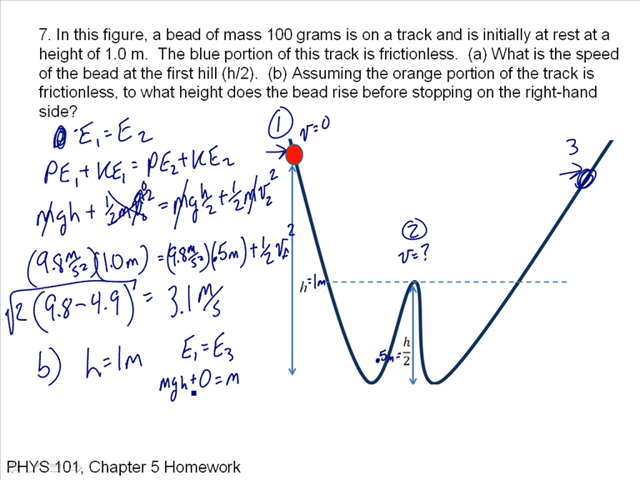 7. In this figure, a bead of mass 100 grams is on a track and is initially at rest at a
height of 1.0 m. The blue portion of this track is frictionless. (a) What is the speed
of the bead at the first hill (h/2). (b) Assuming the orange portion of the track is
frictionless, to what height does the bead rise before stopping on the right-hand
side?
E₁ = E₂
PE₁ + KE₁ = PE₂ + KE₂
mgh + ½mv₁² = mg h/2 + ½mv₂²
(9.8 m/s²)(1.0m) = (9.8 m/s²)(.5m) + ½v₂²
√2(9.8 - 4.9) = 3.1 m/s
b) h = 1m
E₁ = E₃
mgh + 0 = m
1
v=0
3
2
v=?
h=1m
.5m = h/2
PHYS 101, Chapter 5 Homework